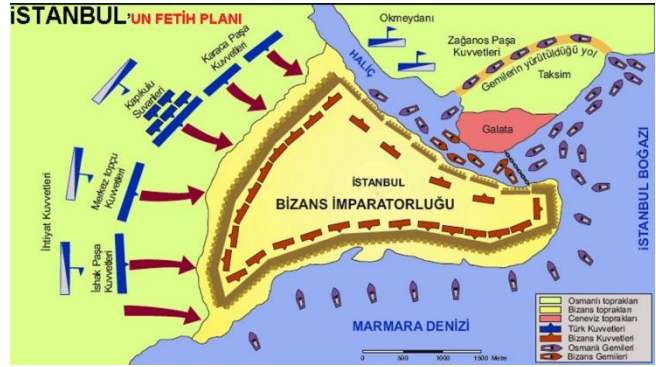 iSTANBUL'UN FETİH PLANI
Okmeydanı
Karaca Paşa
Kuvvetleri
HALİÇ
Zağanos Paşa
Kuvvetleri
Gemilerin yürütüldüğü yol
Taksim
Kapıkulu
Suvarileri
Galata
İSTANBUL BOĞAZI
Merkez topçu
Kuvvetleri
İSTANBUL
BİZANS İMPARATORLUĞU
İhtiyat Kuvvetleri
İshak Paşa
Kuvvetleri
MARMARA DENİZİ
0 500 1000 1500 Metre
Osmanlı toprakları
Bizans toprakları
Ceneviz toprakları
Türk Kuvvetleri
Bizans Kuvvetleri
Osmanlı Gemileri
Bizans Gemileri